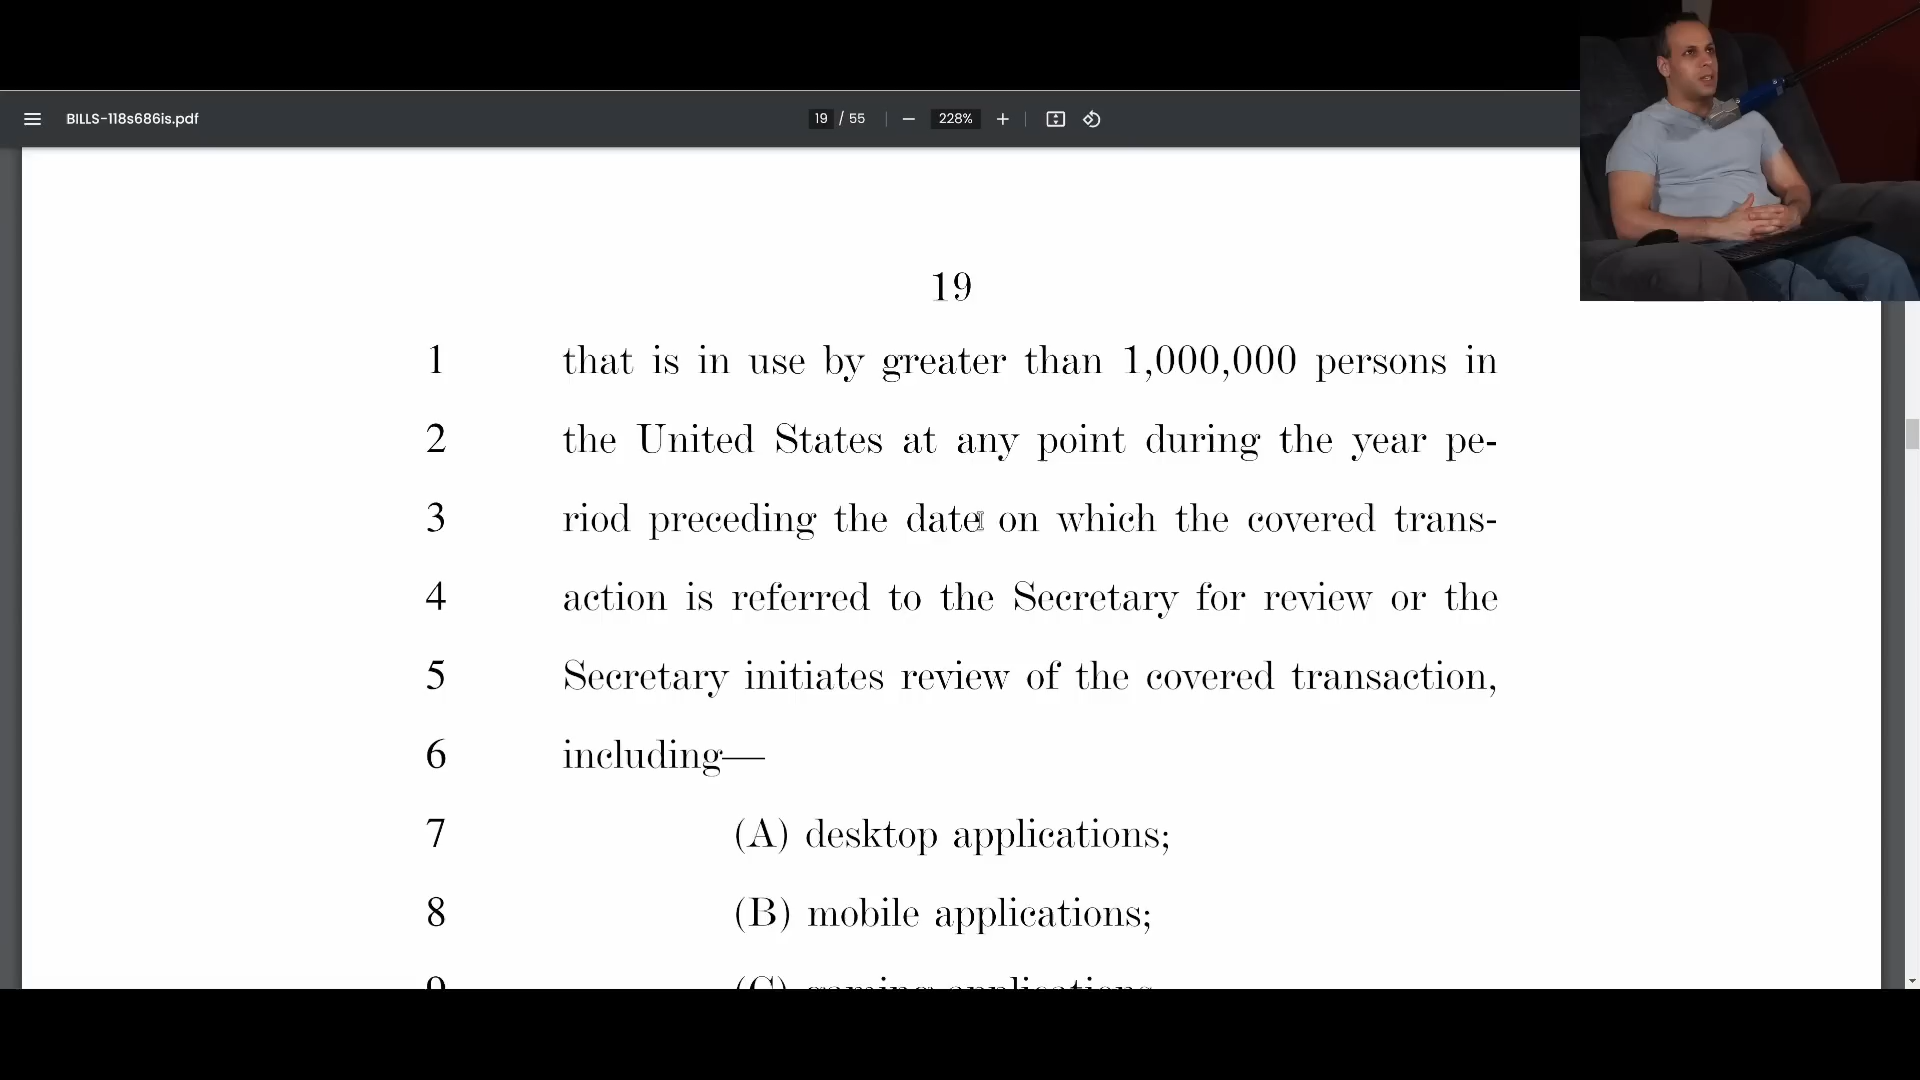 BILLS-118s686is.pdf
19 / 55
228%
19
1 that is in use by greater than 1,000,000 persons in
2 the United States at any point during the year pe-
3 riod preceding the date on which the covered trans-
4 action is referred to the Secretary for review or the
5 Secretary initiates review of the covered transaction,
6 including—
7 (A) desktop applications;
8 (B) mobile applications;
9 (C) gaming applications